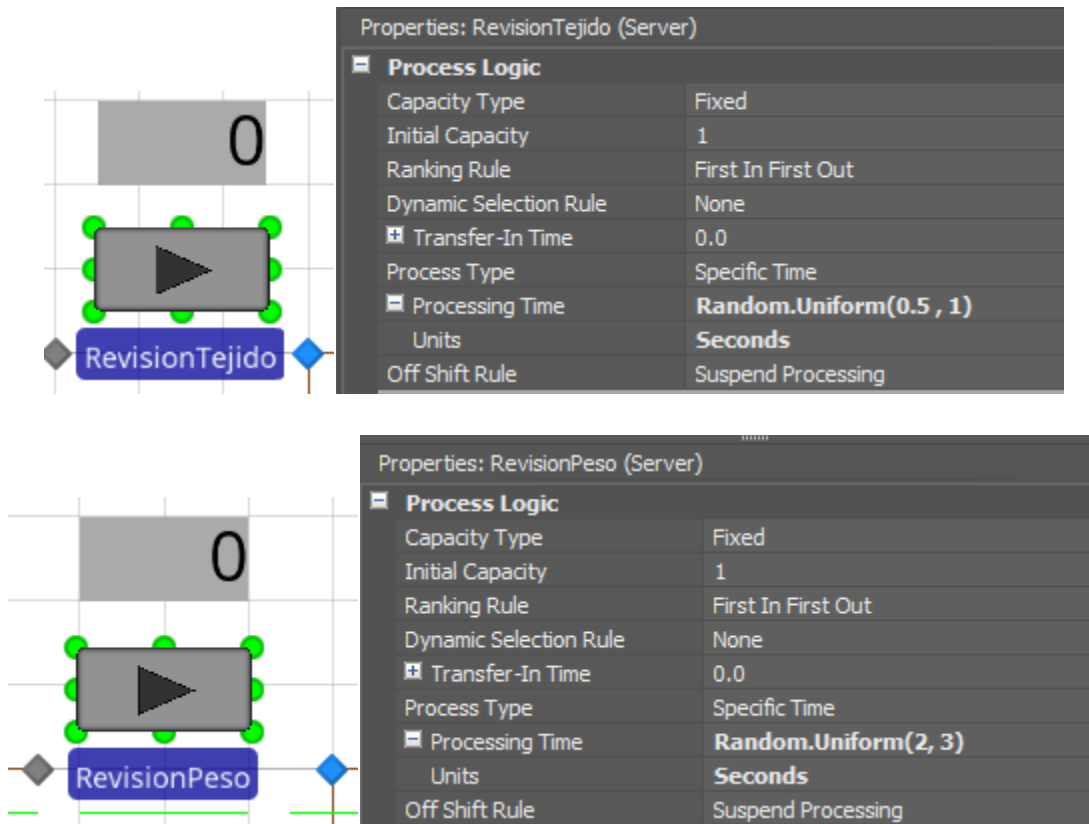 Properties: RevisionTejido (Server)
Process Logic
Capacity Type Fixed
Initial Capacity 1
Ranking Rule First In First Out
Dynamic Selection Rule None
Transfer-In Time 0.0
Process Type Specific Time
Processing Time Random.Uniform(0.5 , 1)
Units Seconds
Off Shift Rule Suspend Processing
0
RevisionTejido
Properties: RevisionPeso (Server)
Process Logic
Capacity Type Fixed
Initial Capacity 1
Ranking Rule First In First Out
Dynamic Selection Rule None
Transfer-In Time 0.0
Process Type Specific Time
Processing Time Random.Uniform(2, 3)
Units Seconds
Off Shift Rule Suspend Processing
0
RevisionPeso